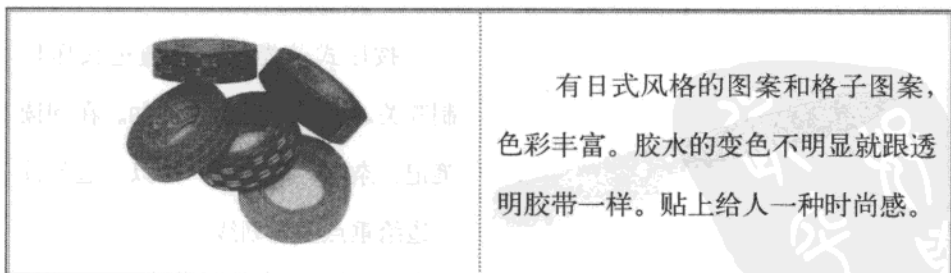 有日式风格的图案和格子图案，
色彩丰富。胶水的变色不明显就跟透
明胶带一样。贴上给人一种时尚感。